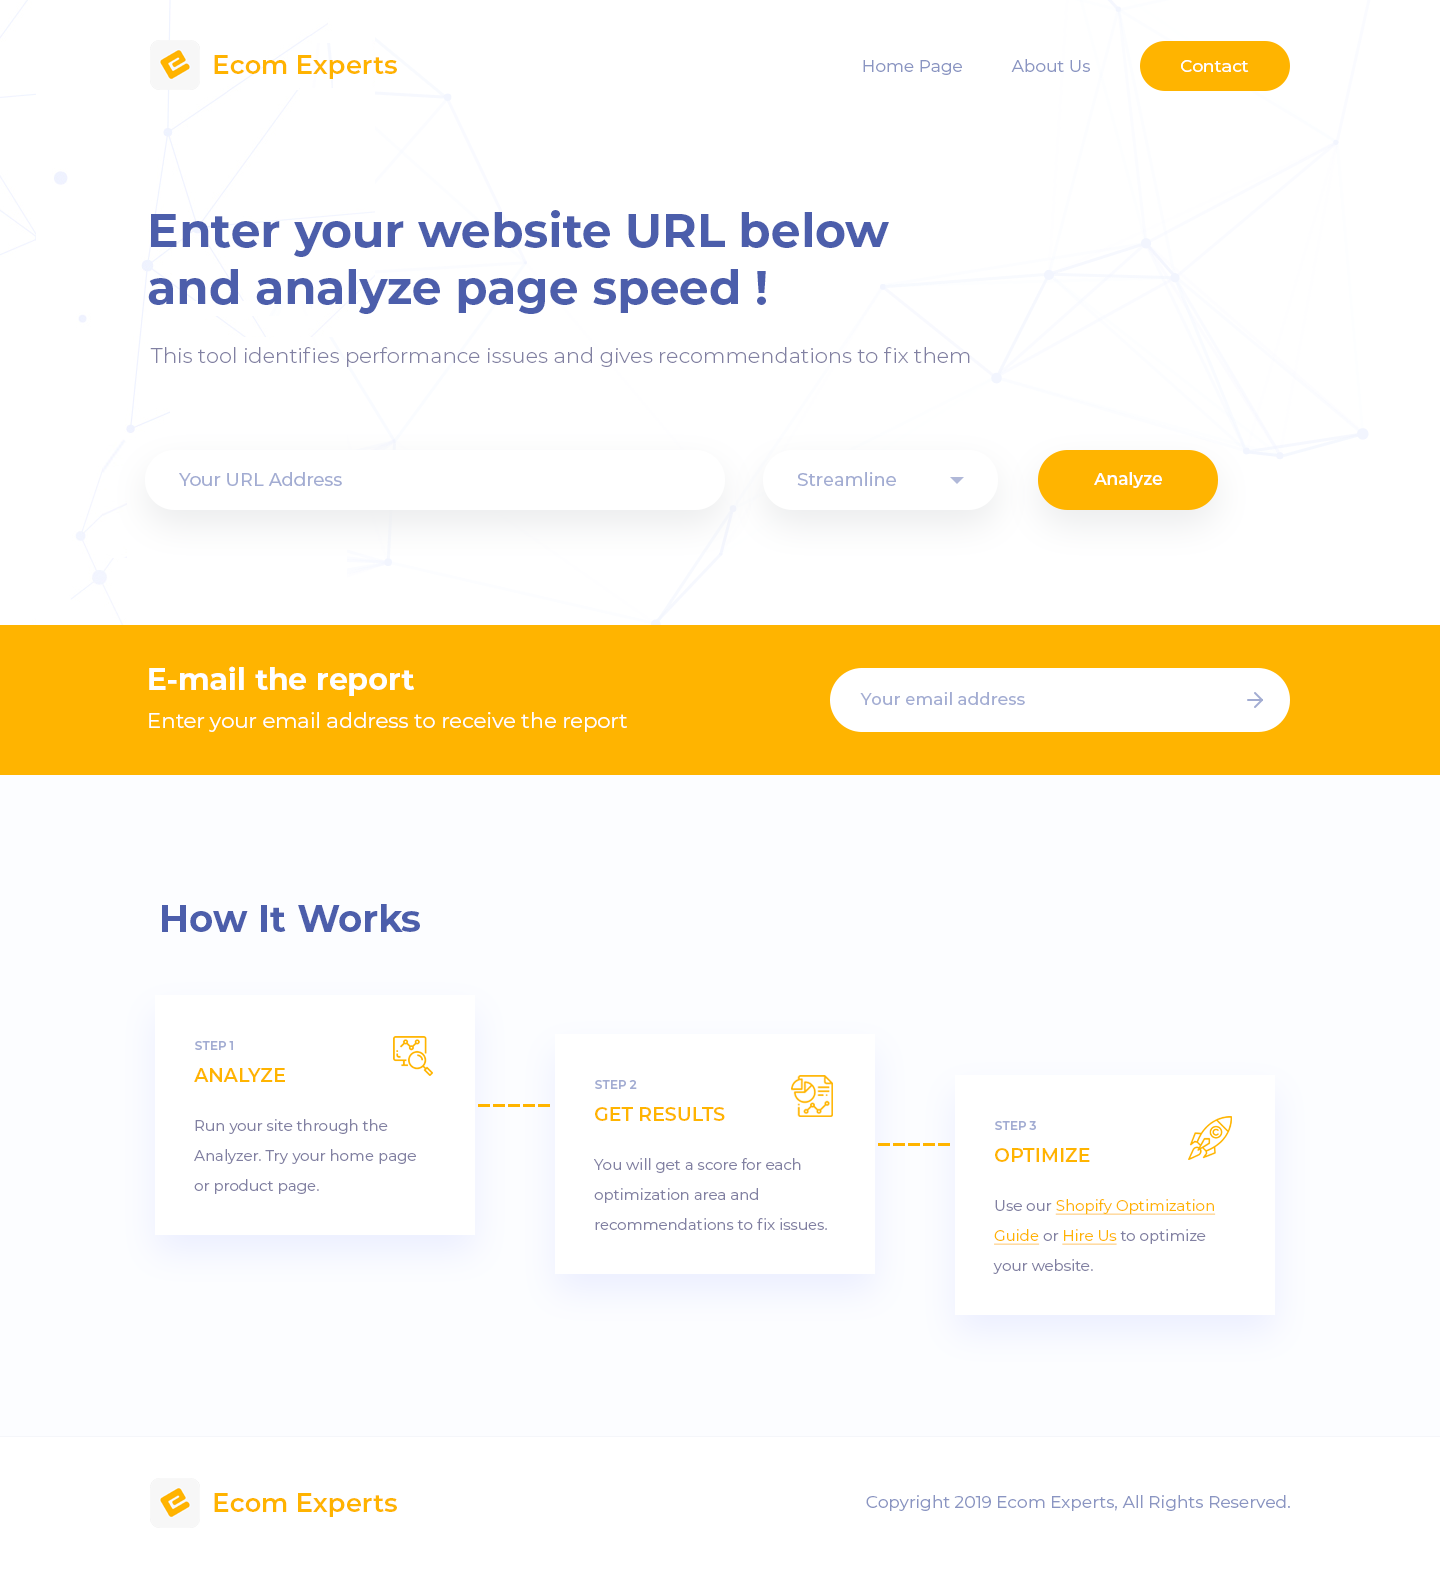 Ecom Experts
Home Page
About Us
Contact
Enter your website URL below
and analyze page speed !
This tool identifies performance issues and gives recommendations to fix them
Your URL Address
Streamline
Analyze
E-mail the report
Enter your email address to receive the report
Your email address
How It Works
STEP 1
ANALYZE
Run your site through the
Analyzer. Try your home page
or product page.
STEP 2
GET RESULTS
You will get a score for each
optimization area and
recommendations to fix issues.
STEP 3
OPTIMIZE
Use our Shopify Optimization
Guide or Hire Us to optimize
your website.
Ecom Experts
Copyright 2019 Ecom Experts, All Rights Reserved.